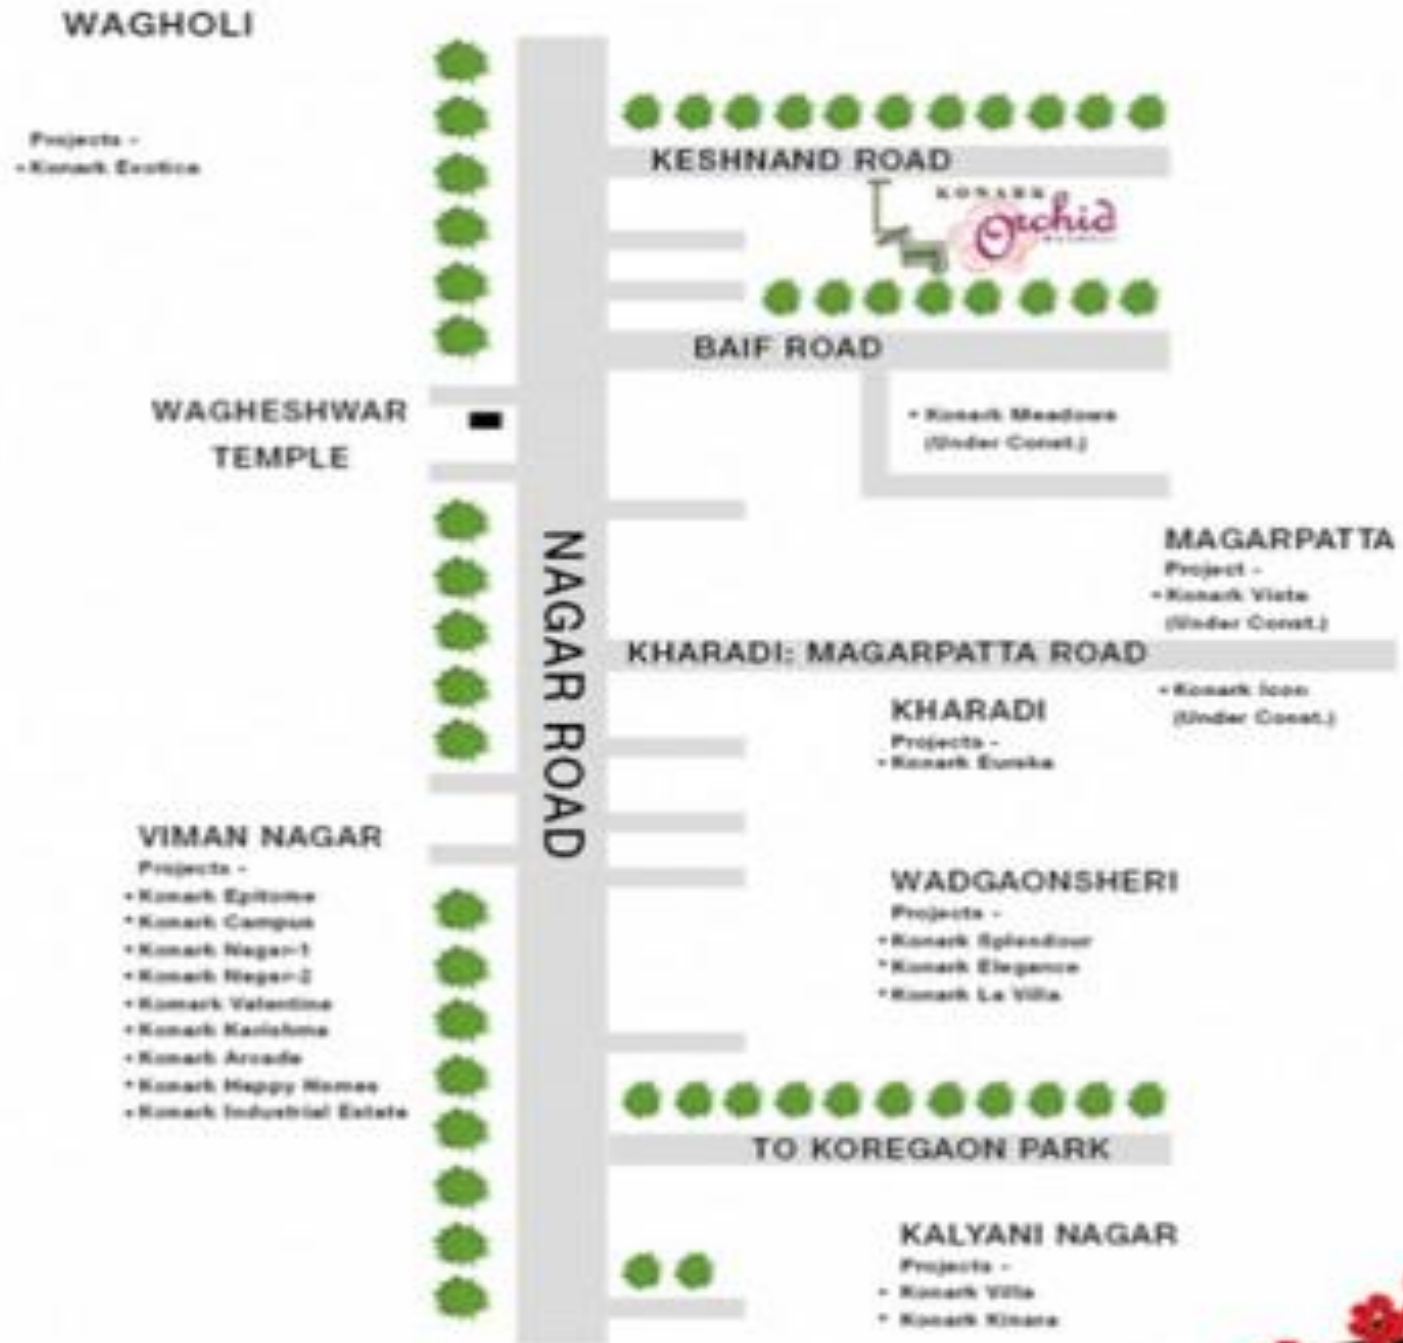 WAGHOLI
Projects -
• Konark Exotica
KESHNAND ROAD
KONARK
Orchid
BAIF ROAD
WAGHESHWAR
TEMPLE
• Konark Meadows
(Under Const.)
NAGAR ROAD
MAGARPATTA
Project -
• Konark Vista
(Under Const.)
KHARADI: MAGARPATTA ROAD
• Konark Icon
(Under Const.)
KHARADI
Projects -
• Konark Eureka
VIMAN NAGAR
Projects -
• Konark Epitome
• Konark Campus
• Konark Nagar-1
• Konark Nagar-2
• Komark Valentina
• Konark Karishma
• Konark Arcade
• Konark Happy Homes
• Konark Industrial Estate
WADGAONSHERI
Projects -
• Konark Splendour
• Konark Elegance
• Konark La Villa
TO KOREGAON PARK
KALYANI NAGAR
Projects -
• Konark Villa
• Konark Kinara